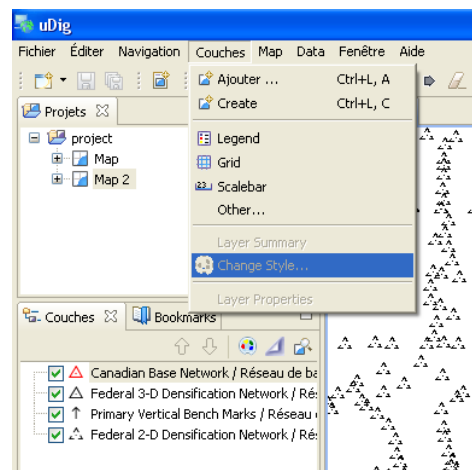 uDig
Fichier Éditer Navigation Couches Map Data Fenêtre Aide
Projets
project
Map
Map 2
Ajouter ... Ctrl+L, A
Create Ctrl+L, C
Legend
Grid
Scalebar
Other...
Layer Summary
Change Style...
Layer Properties
Couches Bookmarks
Canadian Base Network / Réseau de ba
Federal 3-D Densification Network / Ré
Primary Vertical Bench Marks / Réseau
Federal 2-D Densification Network / Ré